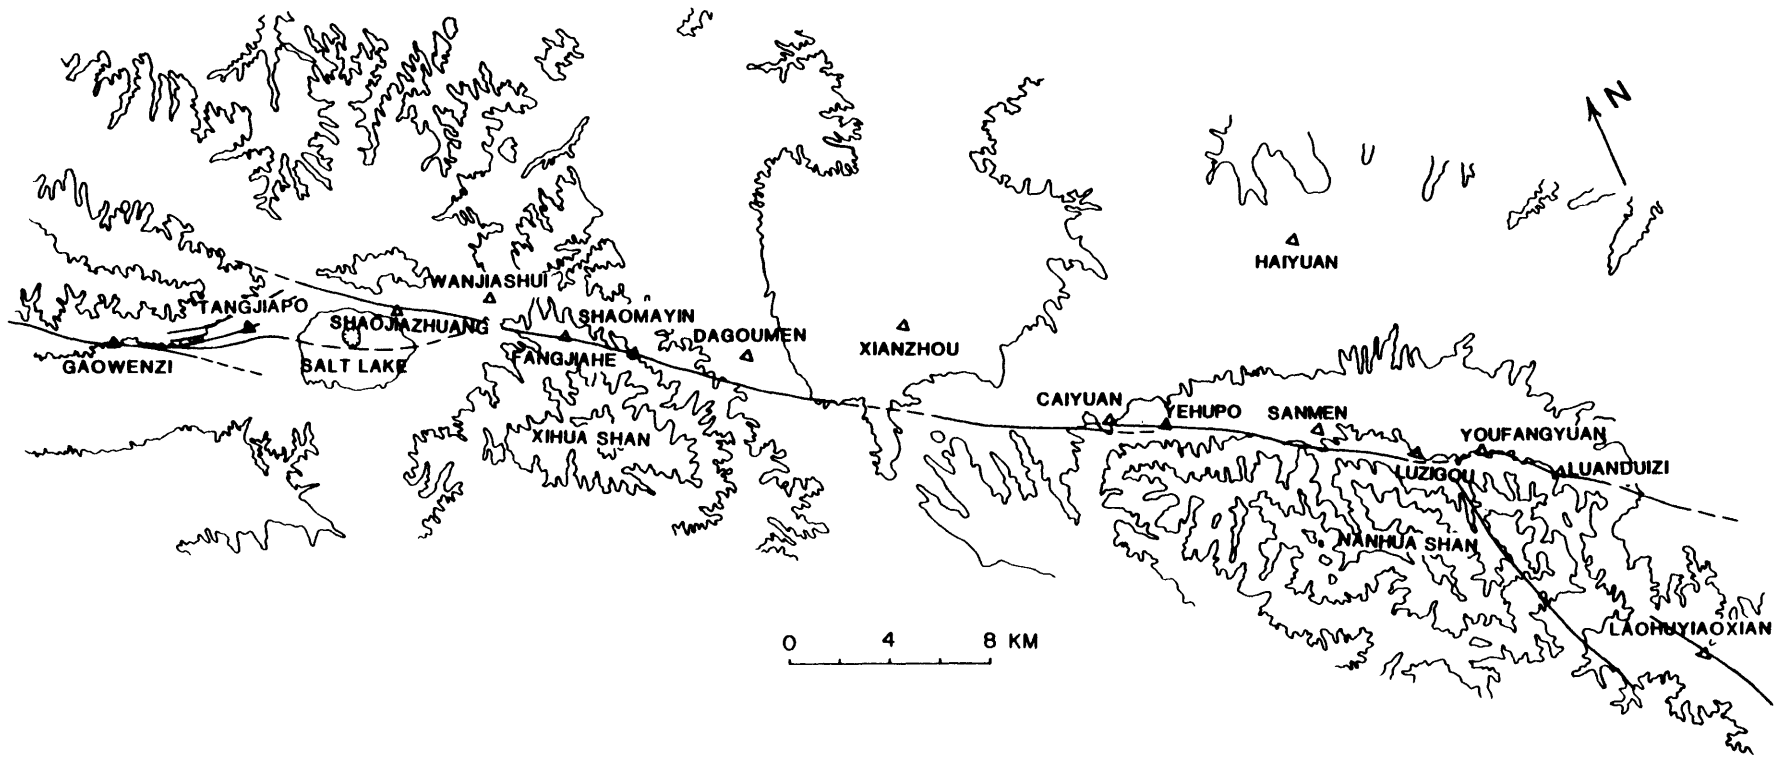 N
HAIYUAN
WANJIASHUI
TANGJIAPO
SHAOJIAZHUANG
SHAOMAYIN
DAGOUMEN
XIANZHOU
GAOWENZI
SALT LAKE
FANGJIAHE
CAIYUAN
YEHUPO
SANMEN
XIHUA SHAN
YOUFANGYUAN
LUZIGOU
LUANDUIZI
NANHUA SHAN
LAOHUYIAOXIAN
0 4 8 KM